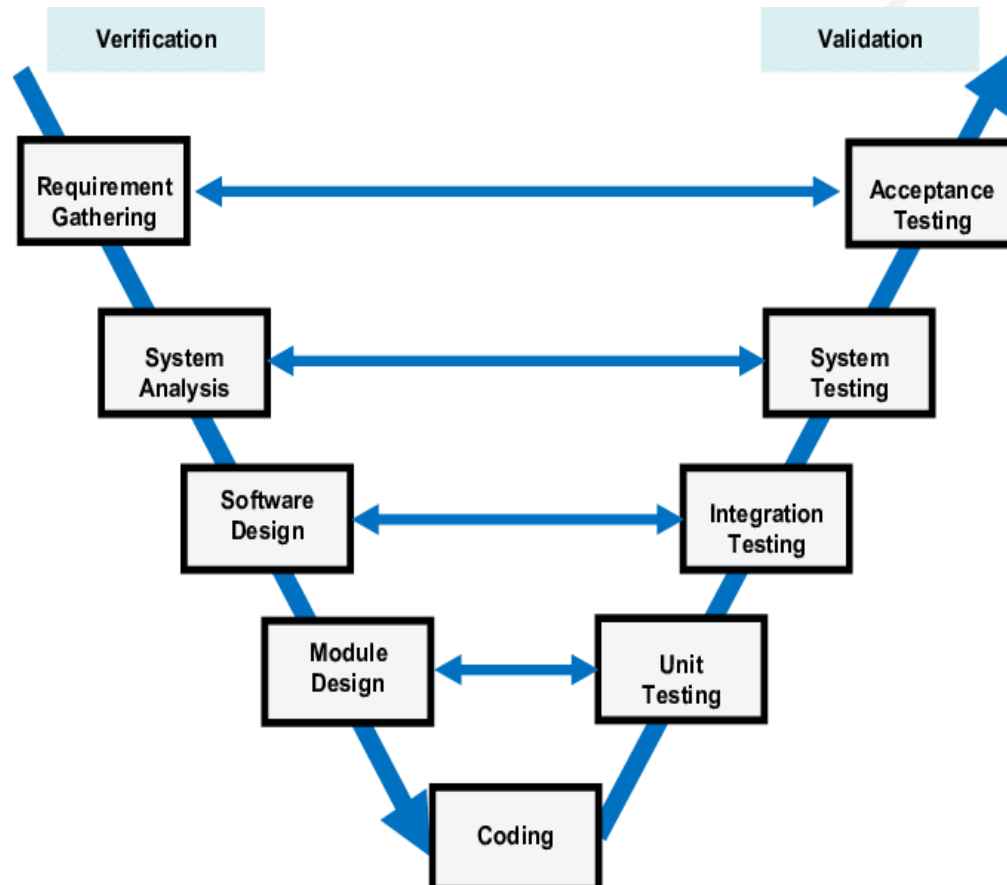 Verification
Validation
Requirement
Gathering
Acceptance
Testing
System
Analysis
System
Testing
Software
Design
Integration
Testing
Module
Design
Unit
Testing
Coding